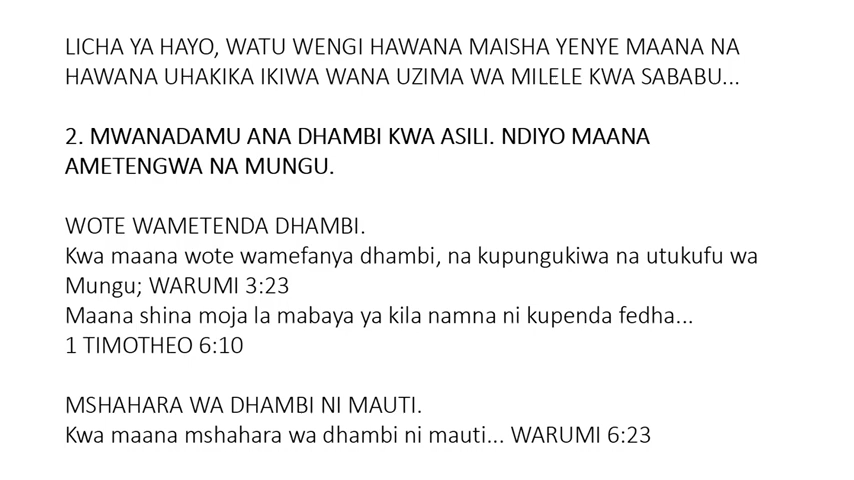 LICHA YA HAYO, WATU WENGI HAWANA MAISHA YENYE MAANA NA
HAWANA UHAKIKA IKIWA WANA UZIMA WA MILELE KWA SABABU...
2. MWANADAMU ANA DHAMBI KWA ASILI. NDIYO MAANA
AMETENGWA NA MUNGU.
WOTE WAMETENDA DHAMBI.
Kwa maana wote wamefanya dhambi, na kupungukiwa na utukufu wa
Mungu; WARUMI 3:23
Maana shina moja la mabaya ya kila namna ni kupenda fedha...
1 TIMOTHEO 6:10
MSHAHARA WA DHAMBI NI MAUTI.
Kwa maana mshahara wa dhambi ni mauti... WARUMI 6:23